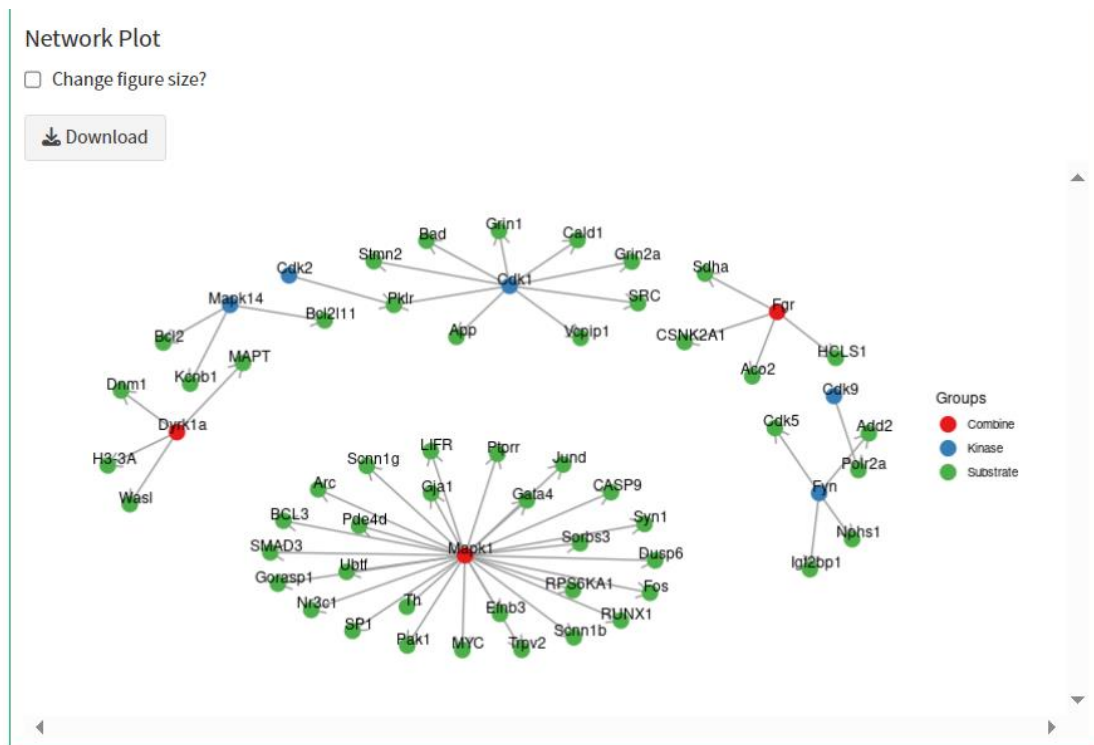 Network Plot
Change figure size?
Download
Grin1
Bad
Cald1
Stmn2
Grin2a
Cdk2
Cdk1
Sdha
Mapk14
Pklr
SRC
Fgr
Bcl2l11
Bcl2
App
Vcpip1
CSNK2A1
HCLS1
MAPT
Kcnb1
Aco2
Dnm1
Cdk9
Dyrk1a
Cdk5
Add2
H3-3A
Polr2a
Wasl
Fyn
Nphs1
Igf2bp1
Groups
Combine
Kinase
Substrate
LIFR
Ptprr
Scnn1g
Jund
Arc
Gja1
Gata4
CASP9
BCL3
Pde4d
Syn1
SMAD3
Mapk1
Sorbs3
Dusp6
Gorasp1
Ubtf
RPS6KA1
Fos
Nr3c1
Th
Efnb3
RUNX1
SP1
Pak1
MYC
Trpv2
Scnn1b